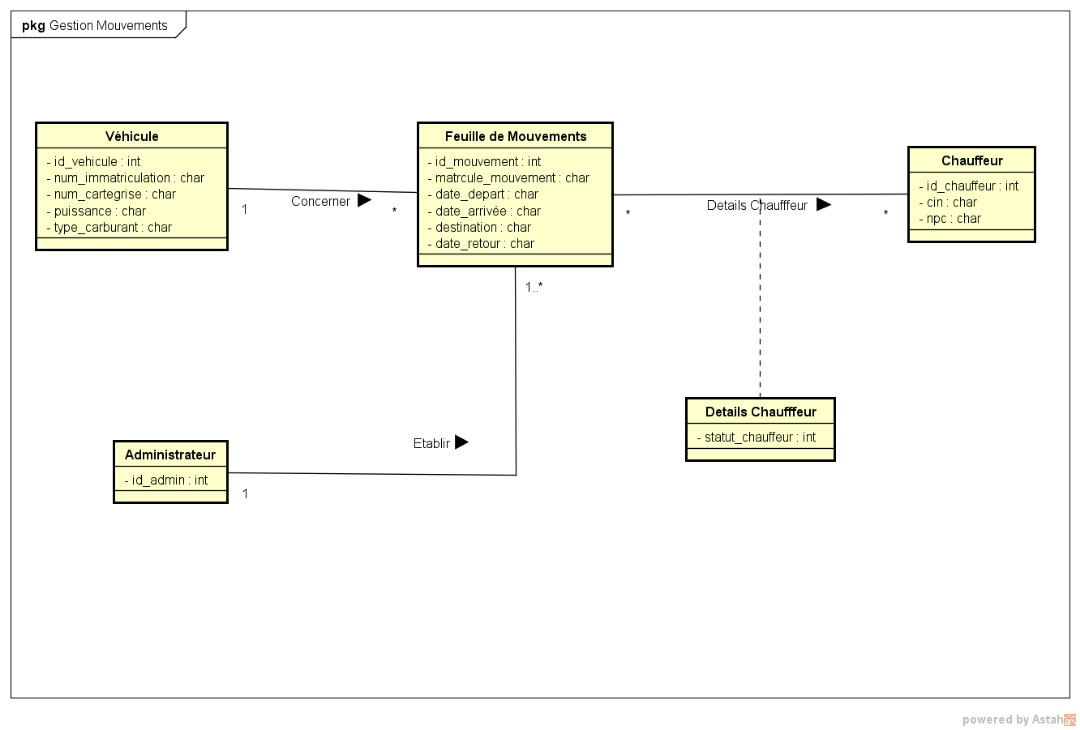 pkg Gestion Mouvements
Véhicule
- id_vehicule : int
- num_immatriculation : char
- num_cartegrise : char
- puissance : char
- type_carburant : char
Concerner
1
*
Feuille de Mouvements
- id_mouvement : int
- matrcule_mouvement : char
- date_depart : char
- date_arrivée : char
- destination : char
- date_retour : char
1..*
*
Details Chaufffeur
*
Chauffeur
- id_chauffeur : int
- cin : char
- npc : char
Details Chaufffeur
- statut_chauffeur : int
Etablir
Administrateur
- id_admin : int
1
powered by Astah